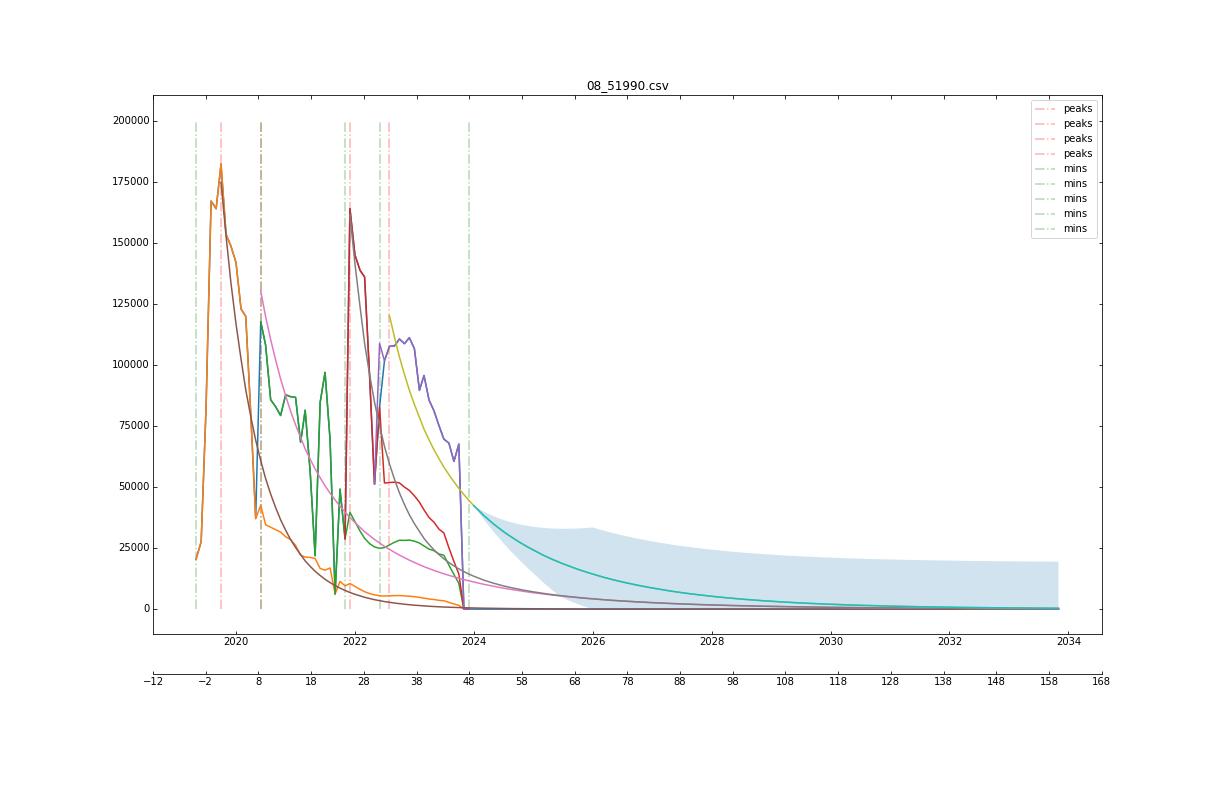 08_51990.csv
peaks
peaks
peaks
peaks
mins
mins
mins
mins
mins
200000
175000
150000
125000
100000
75000
50000
25000
0
2020 2022 2024 2026 2028 2030 2032 2034
−12 −2 8 18 28 38 48 58 68 78 88 98 108 118 128 138 148 158 168